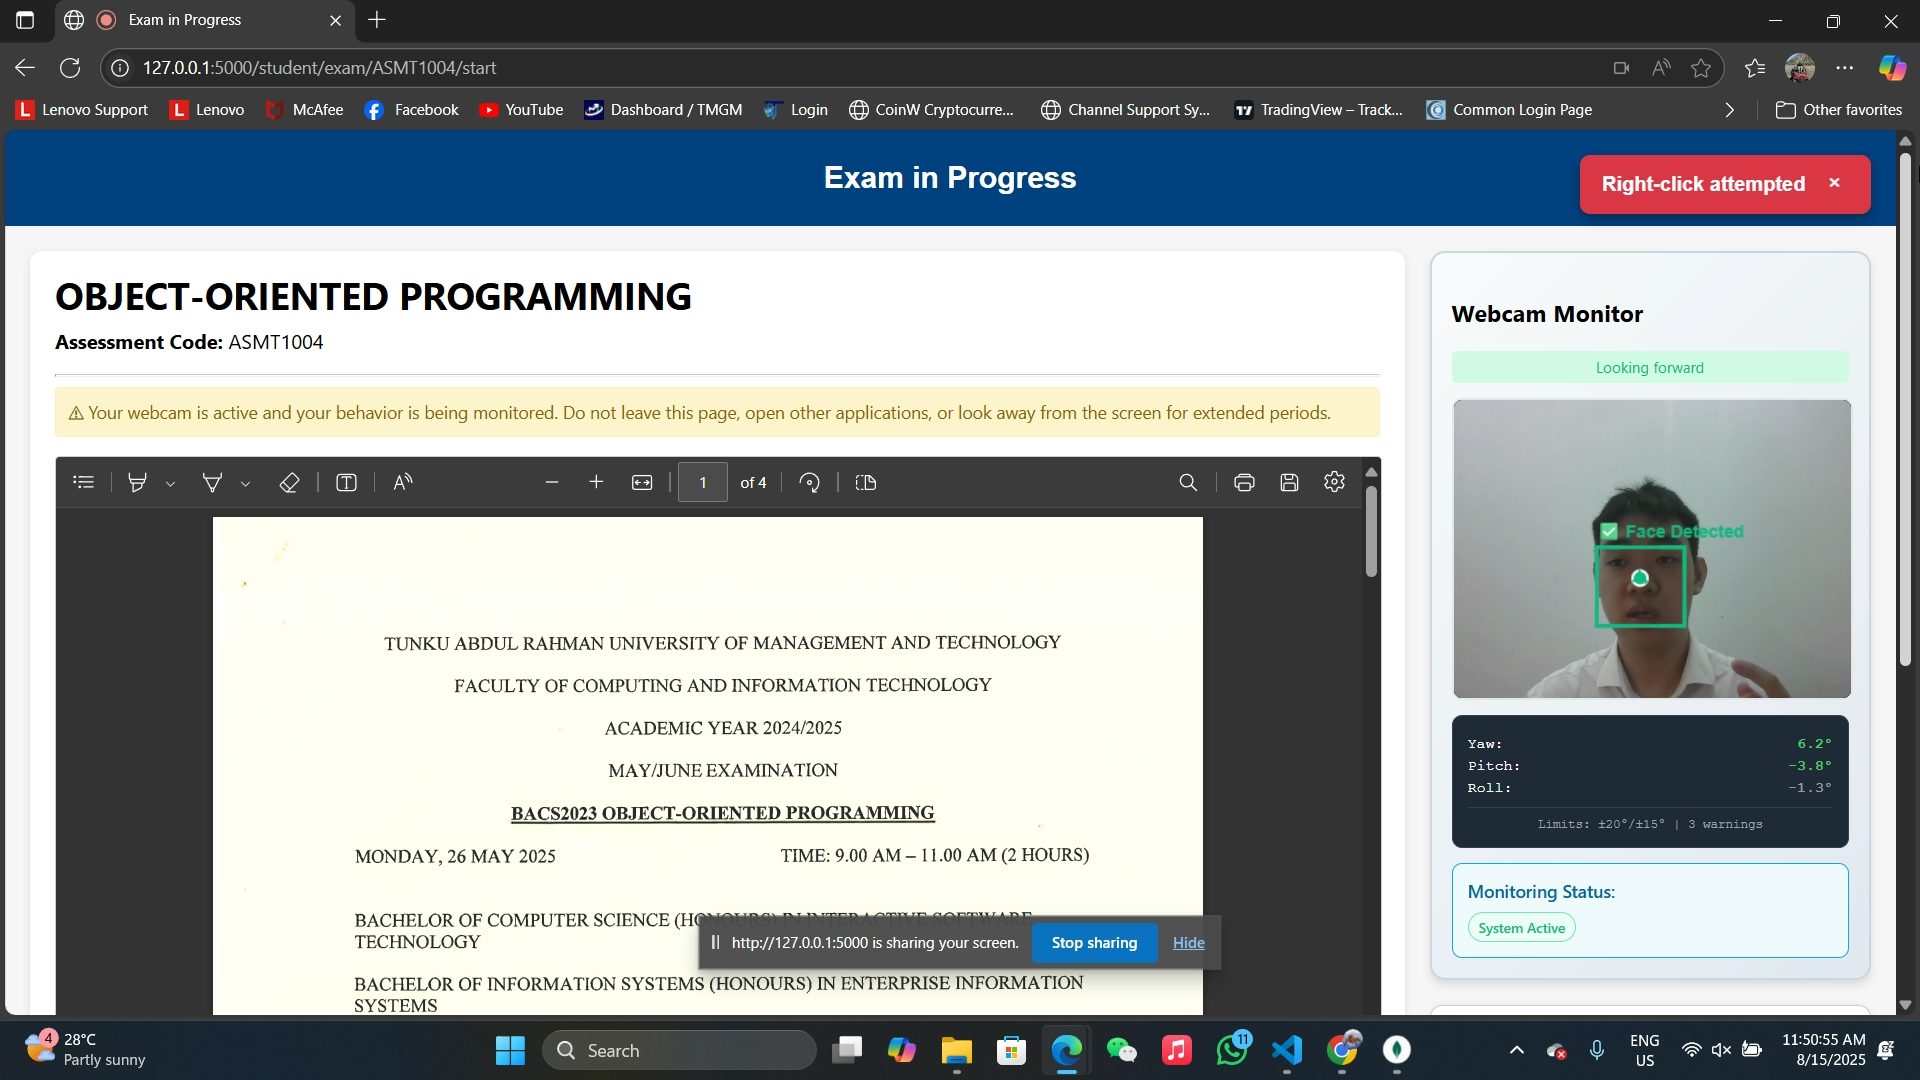 Exam in Progress
127.0.0.1:5000/student/exam/ASMT1004/start
Lenovo Support
Lenovo
McAfee
Facebook
YouTube
Dashboard / TMGM
Login
CoinW Cryptocurre...
Channel Support Sy...
TradingView – Track...
Common Login Page
Other favorites
Exam in Progress
Right-click attempted ×
OBJECT-ORIENTED PROGRAMMING
Assessment Code: ASMT1004
⚠ Your webcam is active and your behavior is being monitored. Do not leave this page, open other applications, or look away from the screen for extended periods.
1 of 4
TUNKU ABDUL RAHMAN UNIVERSITY OF MANAGEMENT AND TECHNOLOGY
FACULTY OF COMPUTING AND INFORMATION TECHNOLOGY
ACADEMIC YEAR 2024/2025
MAY/JUNE EXAMINATION
BACS2023 OBJECT-ORIENTED PROGRAMMING
MONDAY, 26 MAY 2025
TIME: 9.00 AM – 11.00 AM (2 HOURS)
BACHELOR OF COMPUTER SCIENCE (HONOURS) IN INTERACTIVE SOFTWARE
TECHNOLOGY
BACHELOR OF INFORMATION SYSTEMS (HONOURS) IN ENTERPRISE INFORMATION
SYSTEMS
http://127.0.0.1:5000 is sharing your screen.
Stop sharing
Hide
Webcam Monitor
Looking forward
Face Detected
Yaw: 6.2°
Pitch: -3.8°
Roll: -1.3°
Limits: ±20°/±15° | 3 warnings
Monitoring Status:
System Active
4
28°C
Partly sunny
Search
11
ENG
US
11:50:55 AM
8/15/2025